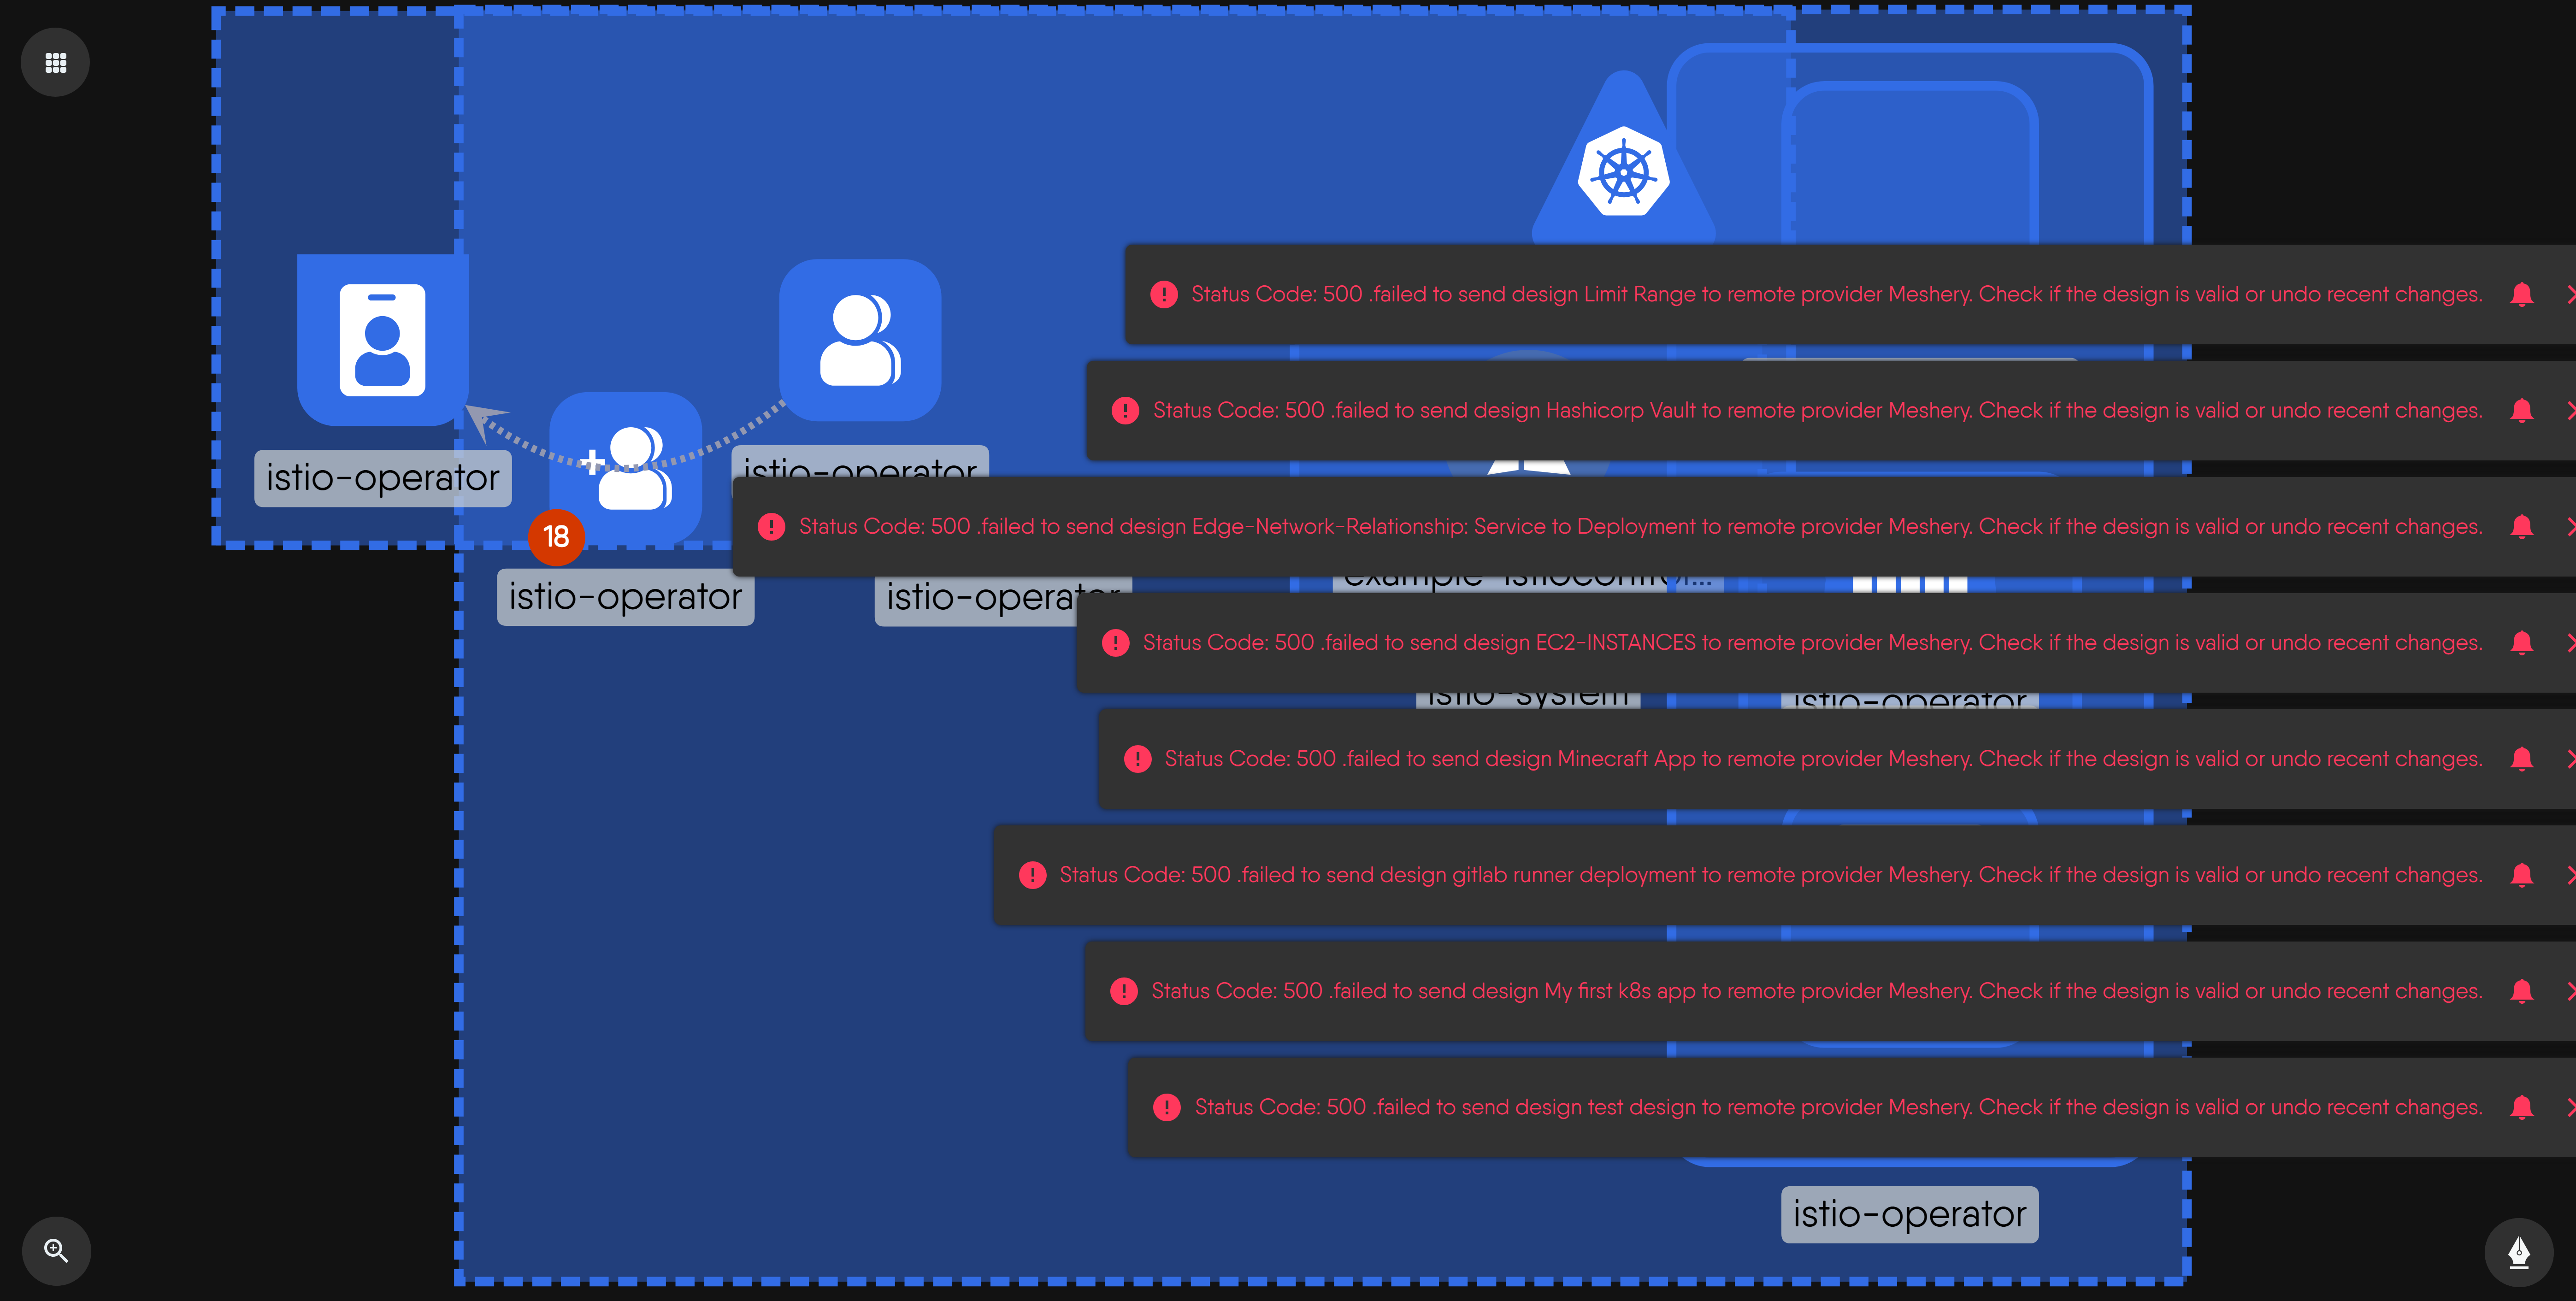 Status Code: 500 .failed to send design Limit Range to remote provider Meshery. Check if the design is valid or undo recent changes.
Status Code: 500 .failed to send design Hashicorp Vault to remote provider Meshery. Check if the design is valid or undo recent changes.
istio-operator
istio-operator
Status Code: 500 .failed to send design Edge-Network-Relationship: Service to Deployment to remote provider Meshery. Check if the design is valid or undo recent changes.
18
example-istiocontrol...
istio-operator
istio-operator
Status Code: 500 .failed to send design EC2-INSTANCES to remote provider Meshery. Check if the design is valid or undo recent changes.
istio-system
istio-operator
Status Code: 500 .failed to send design Minecraft App to remote provider Meshery. Check if the design is valid or undo recent changes.
Status Code: 500 .failed to send design gitlab runner deployment to remote provider Meshery. Check if the design is valid or undo recent changes.
Status Code: 500 .failed to send design My first k8s app to remote provider Meshery. Check if the design is valid or undo recent changes.
Status Code: 500 .failed to send design test design to remote provider Meshery. Check if the design is valid or undo recent changes.
istio-operator